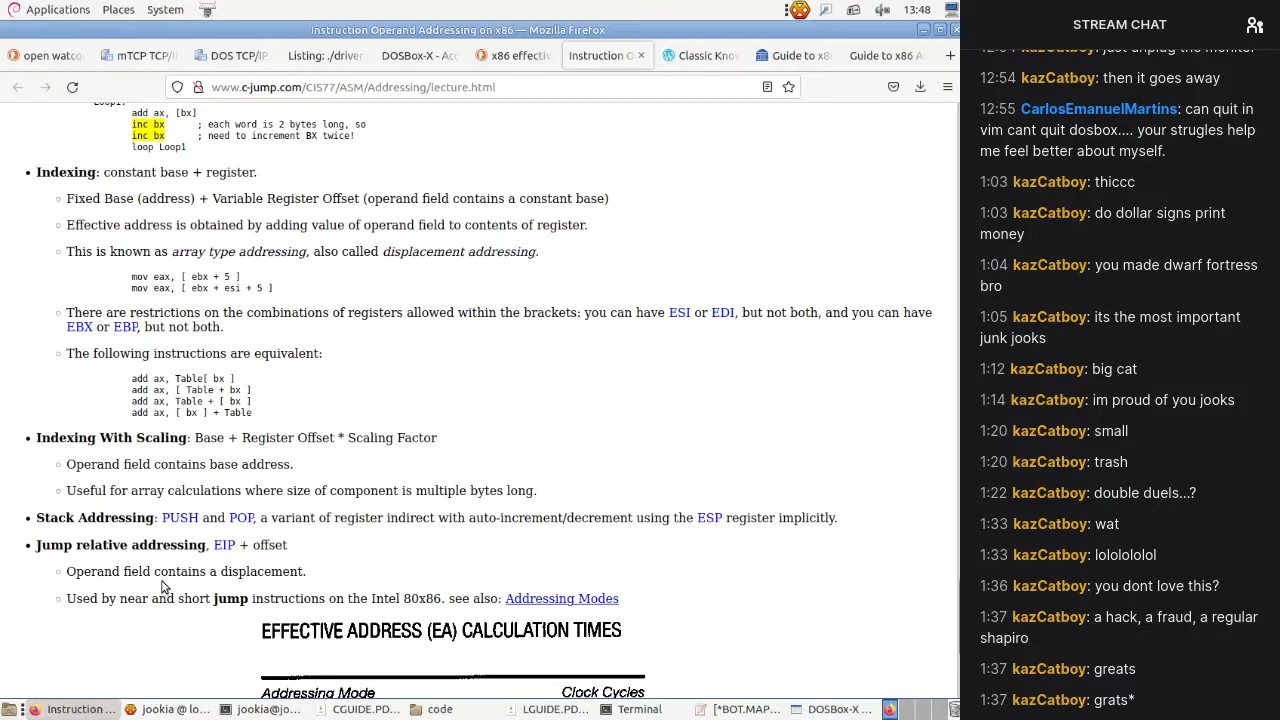 Applications Places System 13:48
Instruction Operand Addressing on x86 — Mozilla Firefox
open watco mTCP TCP/ DOS TCP/IP Listing: ./driver DOSBox-X - Acc x86 effectiv Instruction O Classic Know Guide to x86 Guide to x86 As
www.c-jump.com/CIS77/ASM/Addressing/lecture.html
Loop1:
add ax, [bx]
inc bx ; each word is 2 bytes long, so
inc bx ; need to increment BX twice!
loop Loop1
• Indexing: constant base + register.
Fixed Base (address) + Variable Register Offset (operand field contains a constant base)
Effective address is obtained by adding value of operand field to contents of register.
This is known as array type addressing, also called displacement addressing.
mov eax, [ ebx + 5 ]
mov eax, [ ebx + esi + 5 ]
There are restrictions on the combinations of registers allowed within the brackets: you can have ESI or EDI, but not both, and you can have
EBX or EBP, but not both.
The following instructions are equivalent:
add ax, Table[ bx ]
add ax, [ Table + bx ]
add ax, Table + [ bx ]
add ax, [ bx ] + Table
• Indexing With Scaling: Base + Register Offset * Scaling Factor
Operand field contains base address.
Useful for array calculations where size of component is multiple bytes long.
• Stack Addressing: PUSH and POP, a variant of register indirect with auto-increment/decrement using the ESP register implicitly.
• Jump relative addressing, EIP + offset
Operand field contains a displacement.
Used by near and short jump instructions on the Intel 80x86. see also: Addressing Modes
EFFECTIVE ADDRESS (EA) CALCULATION TIMES
Addressing Mode Clock Cycles
Instruction ... jookia @ lo... jookia@jo... CGUIDE.PD... code LGUIDE.PD... Terminal [*BOT.MAP... DOSBox-X ...
STREAM CHAT
12:54 kazCatboy: just unplug the monitor
12:54 kazCatboy: then it goes away
12:55 CarlosEmanuelMartins: can quit in
vim cant quit dosbox.... your strugles help
me feel better about myself.
1:03 kazCatboy: thiccc
1:03 kazCatboy: do dollar signs print
money
1:04 kazCatboy: you made dwarf fortress
bro
1:05 kazCatboy: its the most important
junk jooks
1:12 kazCatboy: big cat
1:14 kazCatboy: im proud of you jooks
1:20 kazCatboy: small
1:20 kazCatboy: trash
1:22 kazCatboy: double duels...?
1:33 kazCatboy: wat
1:33 kazCatboy: lolololol
1:36 kazCatboy: you dont love this?
1:37 kazCatboy: a hack, a fraud, a regular
shapiro
1:37 kazCatboy: greats
1:37 kazCatboy: grats*